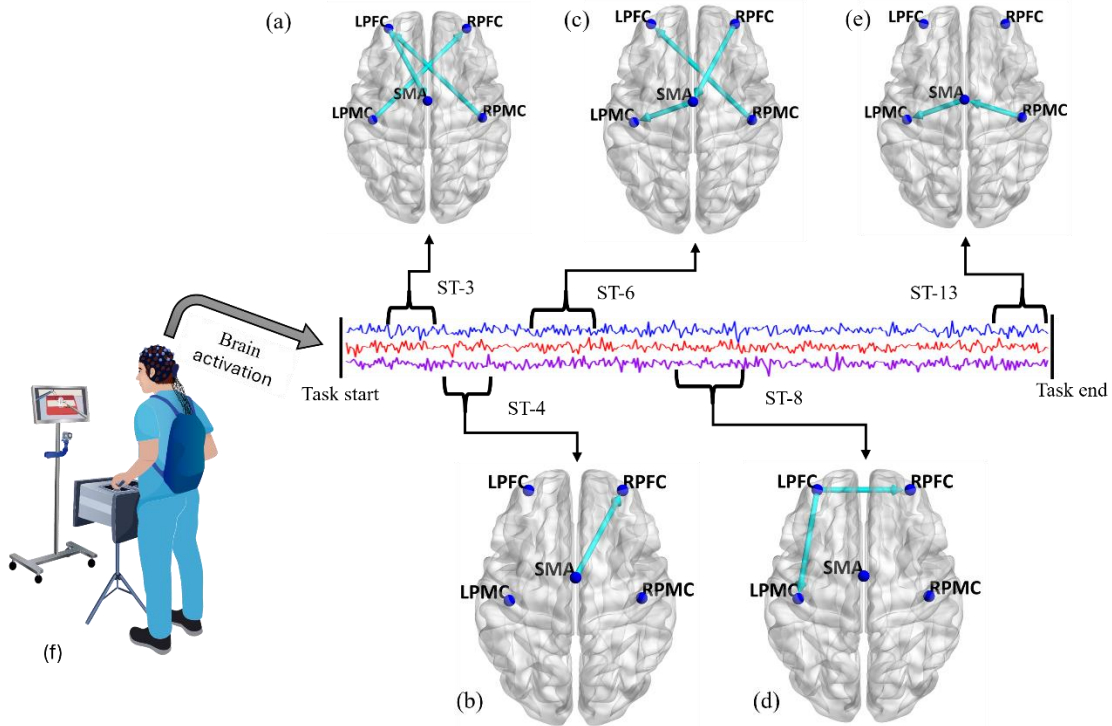 (a)
LPFC
RPFC
SMA
LPMC
RPMC
(c)
LPFC
RPFC
SMA
LPMC
RPMC
(e)
LPFC
RPFC
SMA
LPMC
RPMC
ST-3
ST-6
ST-13
Brain
activation
Task start
Task end
ST-4
ST-8
LPFC
RPFC
SMA
LPMC
RPMC
(b)
LPFC
RPFC
SMA
LPMC
RPMC
(d)
(f)